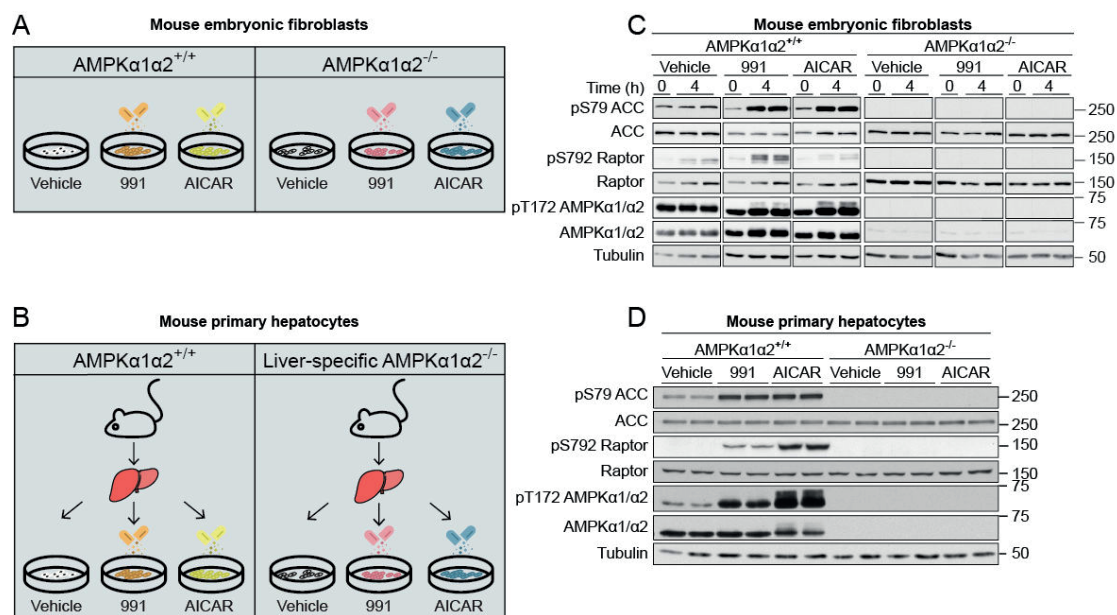 A
Mouse embryonic fibroblasts
AMPKα1α2+/+
AMPKα1α2-/-
Vehicle
991
AICAR
Vehicle
991
AICAR
B
Mouse primary hepatocytes
AMPKα1α2+/+
Liver-specific AMPKα1α2-/-
Vehicle
991
AICAR
Vehicle
991
AICAR
C
Mouse embryonic fibroblasts
AMPKα1α2+/+ AMPKα1α2-/-
Vehicle 991 AICAR Vehicle 991 AICAR
Time (h) 0 4 0 4 0 4 0 4 0 4 0 4
pS79 ACC 250
ACC 250
pS792 Raptor 150
Raptor 150
75
pT172 AMPKα1/α2
75
AMPKα1/α2
Tubulin 50
D
Mouse primary hepatocytes
AMPKα1α2+/+ AMPKα1α2-/-
Vehicle 991 AICAR Vehicle 991 AICAR
pS79 ACC 250
ACC 250
pS792 Raptor 150
Raptor 150
75
pT172 AMPKα1/α2
75
AMPKα1/α2
Tubulin 50